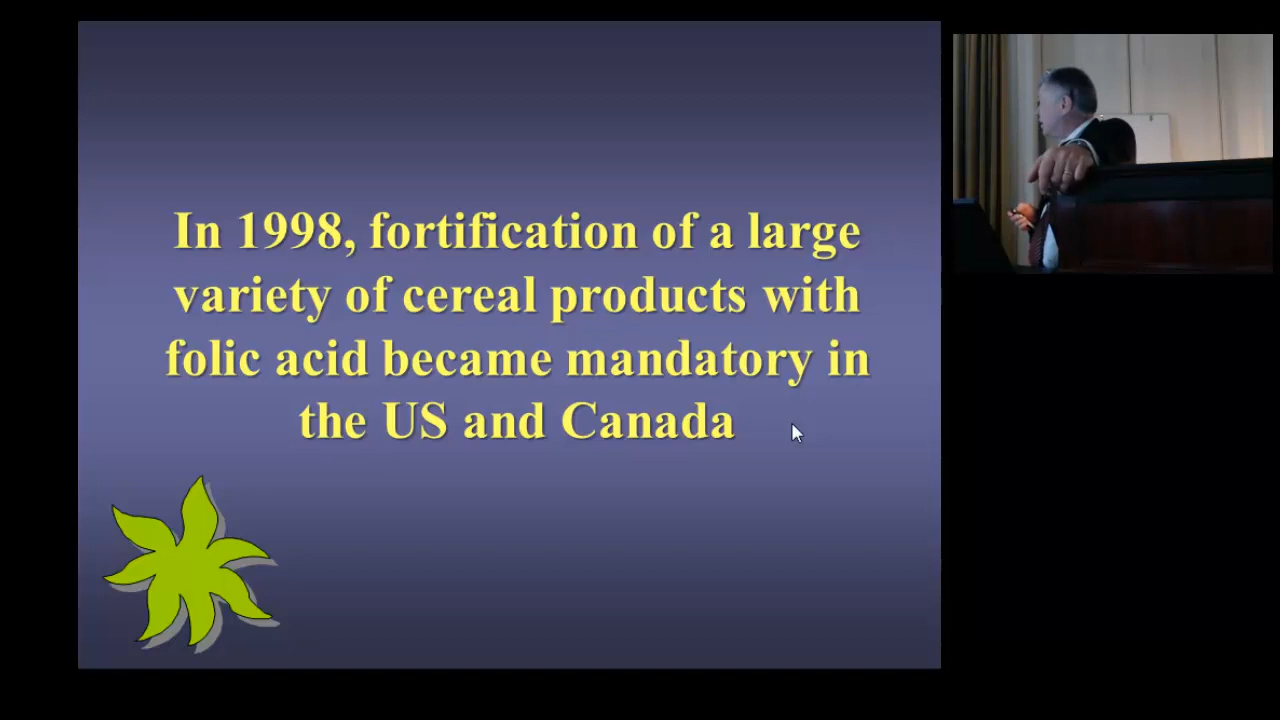 In 1998, fortification of a large
variety of cereal products with
folic acid became mandatory in
the US and Canada